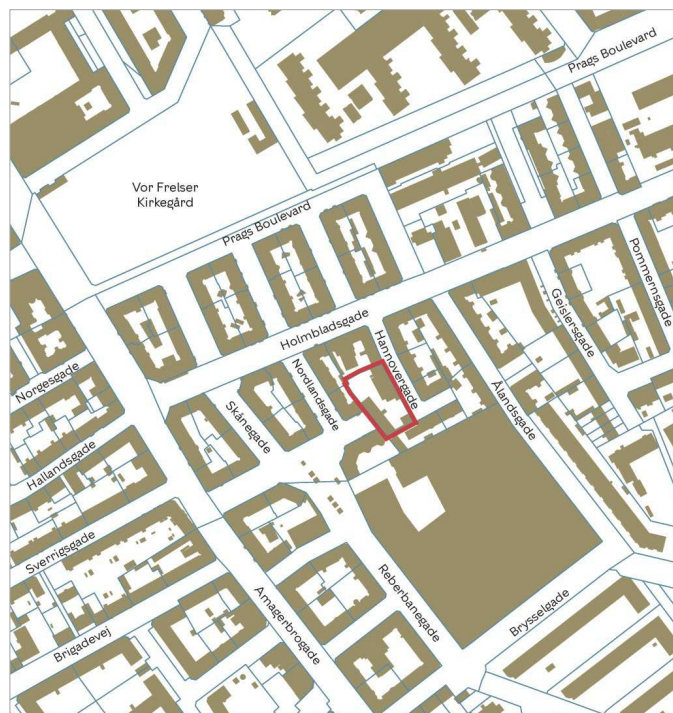 Prags Boulevard
Vor Frelser
Kirkegård
Prags Boulevard
Pommernsgade
Geislersgade
Holmbladsgade
Hannovergade
Norgesgade
Nordlandsgade
Ålandsgade
Skånegade
Hallandsgade
Sverrigsgade
Reberbanegade
Amagerbrogade
Brysselgade
Brigadevej